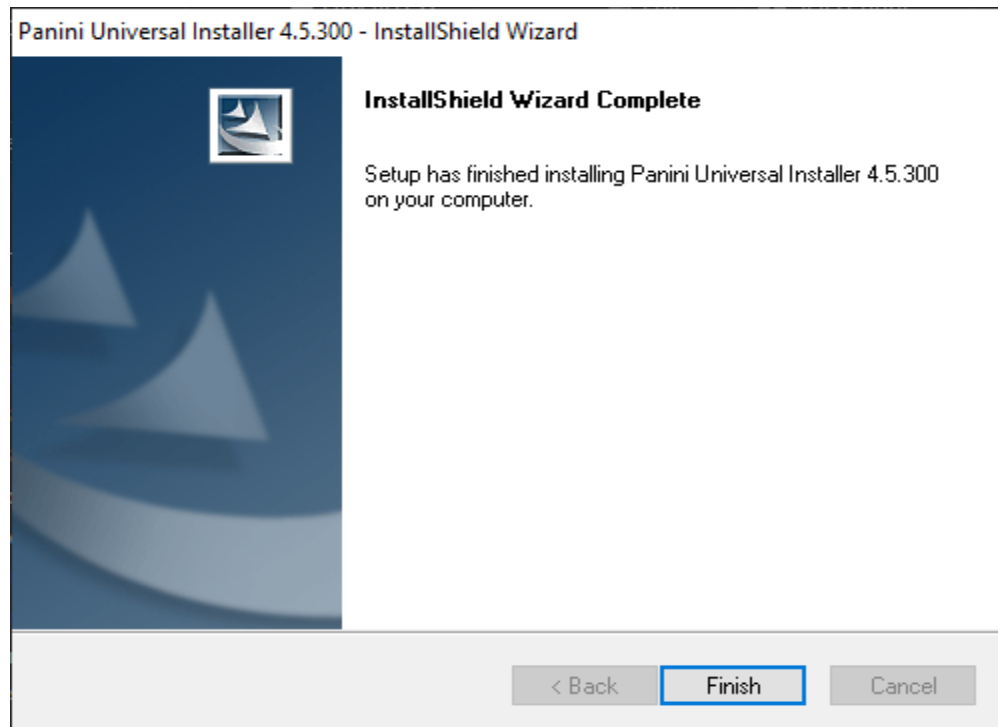 Panini Universal Installer 4.5.300 - InstallShield Wizard
InstallShield Wizard Complete
Setup has finished installing Panini Universal Installer 4.5.300
on your computer.
< Back
Finish
Cancel